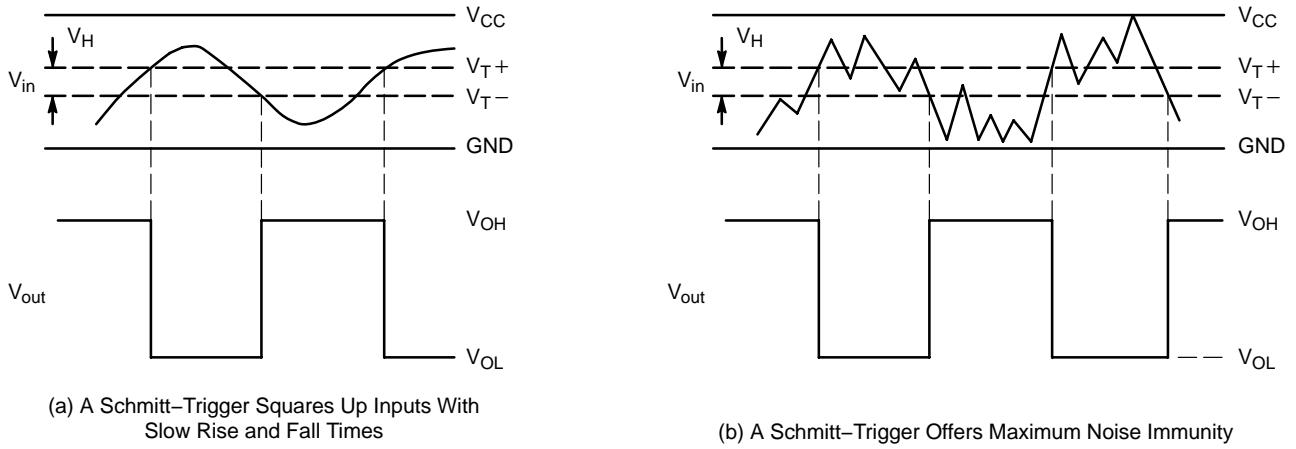 V_CC
V_H
V_in
V_T+
V_T−
GND
V_OH
V_out
V_OL
(a) A Schmitt−Trigger Squares Up Inputs With
Slow Rise and Fall Times
V_CC
V_H
V_in
V_T+
V_T−
GND
V_OH
V_out
V_OL
(b) A Schmitt−Trigger Offers Maximum Noise Immunity